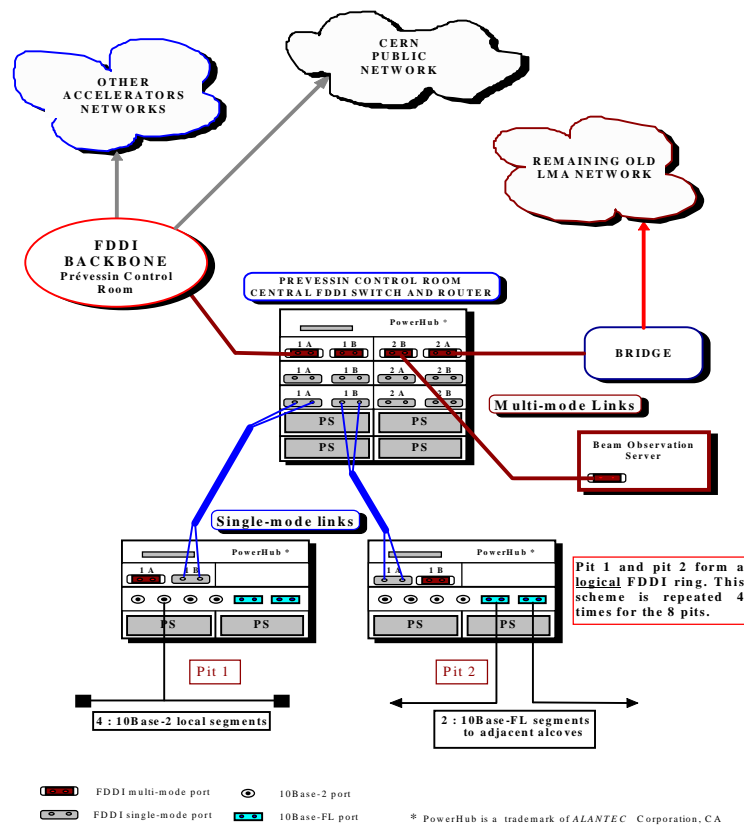 CERN
PUBLIC
NETWORK
OTHER
ACCELERATORS
NETWORKS
REMAINING OLD
LMA NETWORK
FDDI
BACKBONE
Prévessin Control
Room
PREVESSIN CONTROL ROOM
CENTRAL FDDI SWITCH AND ROUTER
PowerHub *
1 A 1 B 2 B 2 A
1 A 1 B 2 A 2 B
1 A 1 B 2 A 2 B
PS PS
PS PS
BRIDGE
Multi-mode Links
Beam Observation
Server
Single-mode links
PowerHub *
1 A 1 B
PS PS
PowerHub *
1 A 1 B
PS PS
Pit 1 and pit 2 form a
logical FDDI ring. This
scheme is repeated 4
times for the 8 pits.
Pit 1
Pit 2
4 : 10Base-2 local segments
2 : 10Base-FL segments
to adjacent alcoves
FDDI multi-mode port
10Base-2 port
FDDI single-mode port
10Base-FL port
* PowerHub is a trademark of ALANTEC Corporation, CA